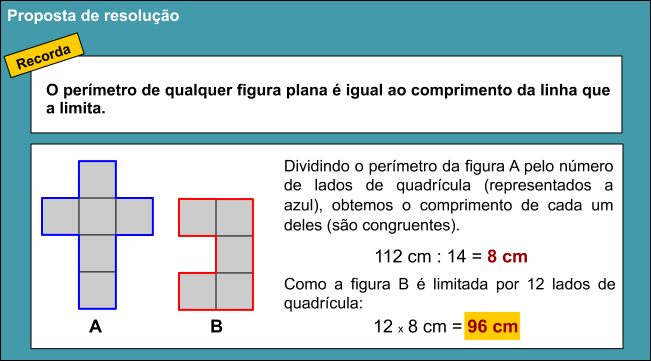 Proposta de resolução
Recorda
O perímetro de qualquer figura plana é igual ao comprimento da linha que
a limita.
Dividindo o perímetro da figura A pelo número
de lados de quadrícula (representados a
azul), obtemos o comprimento de cada um
deles (são congruentes).
112 cm : 14 = 8 cm
Como a figura B é limitada por 12 lados de
quadrícula:
12 x 8 cm = 96 cm
A
B